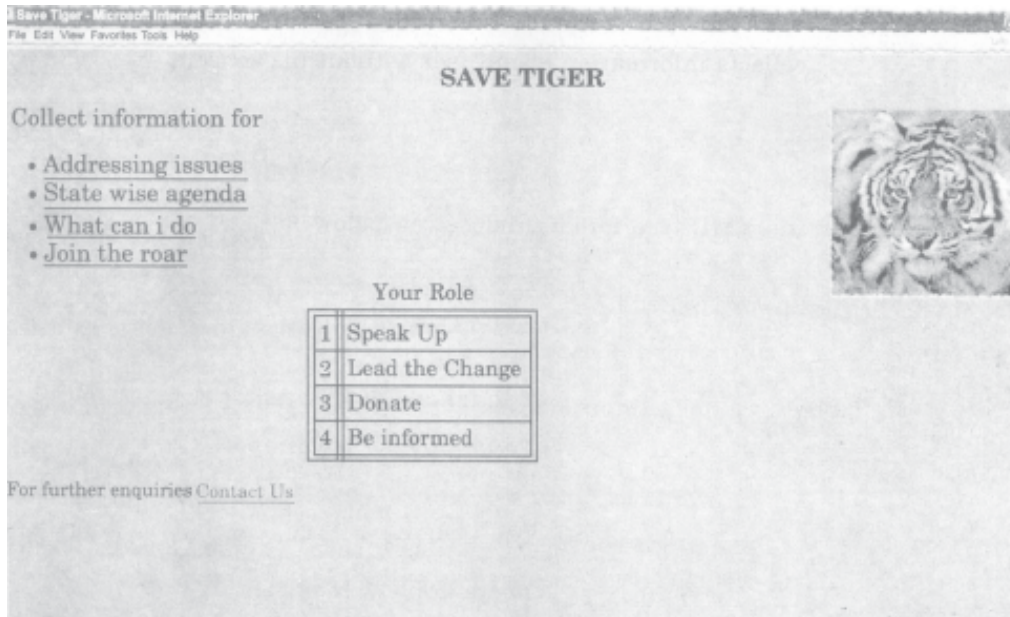 Save Tiger - Microsoft Internet Explorer
File Edit View Favorites Tools Help
SAVE TIGER
Collect information for
• Addressing issues
• State wise agenda
• What can i do
• Join the roar
Your Role
1 Speak Up
2 Lead the Change
3 Donate
4 Be informed
For further enquiries Contact Us